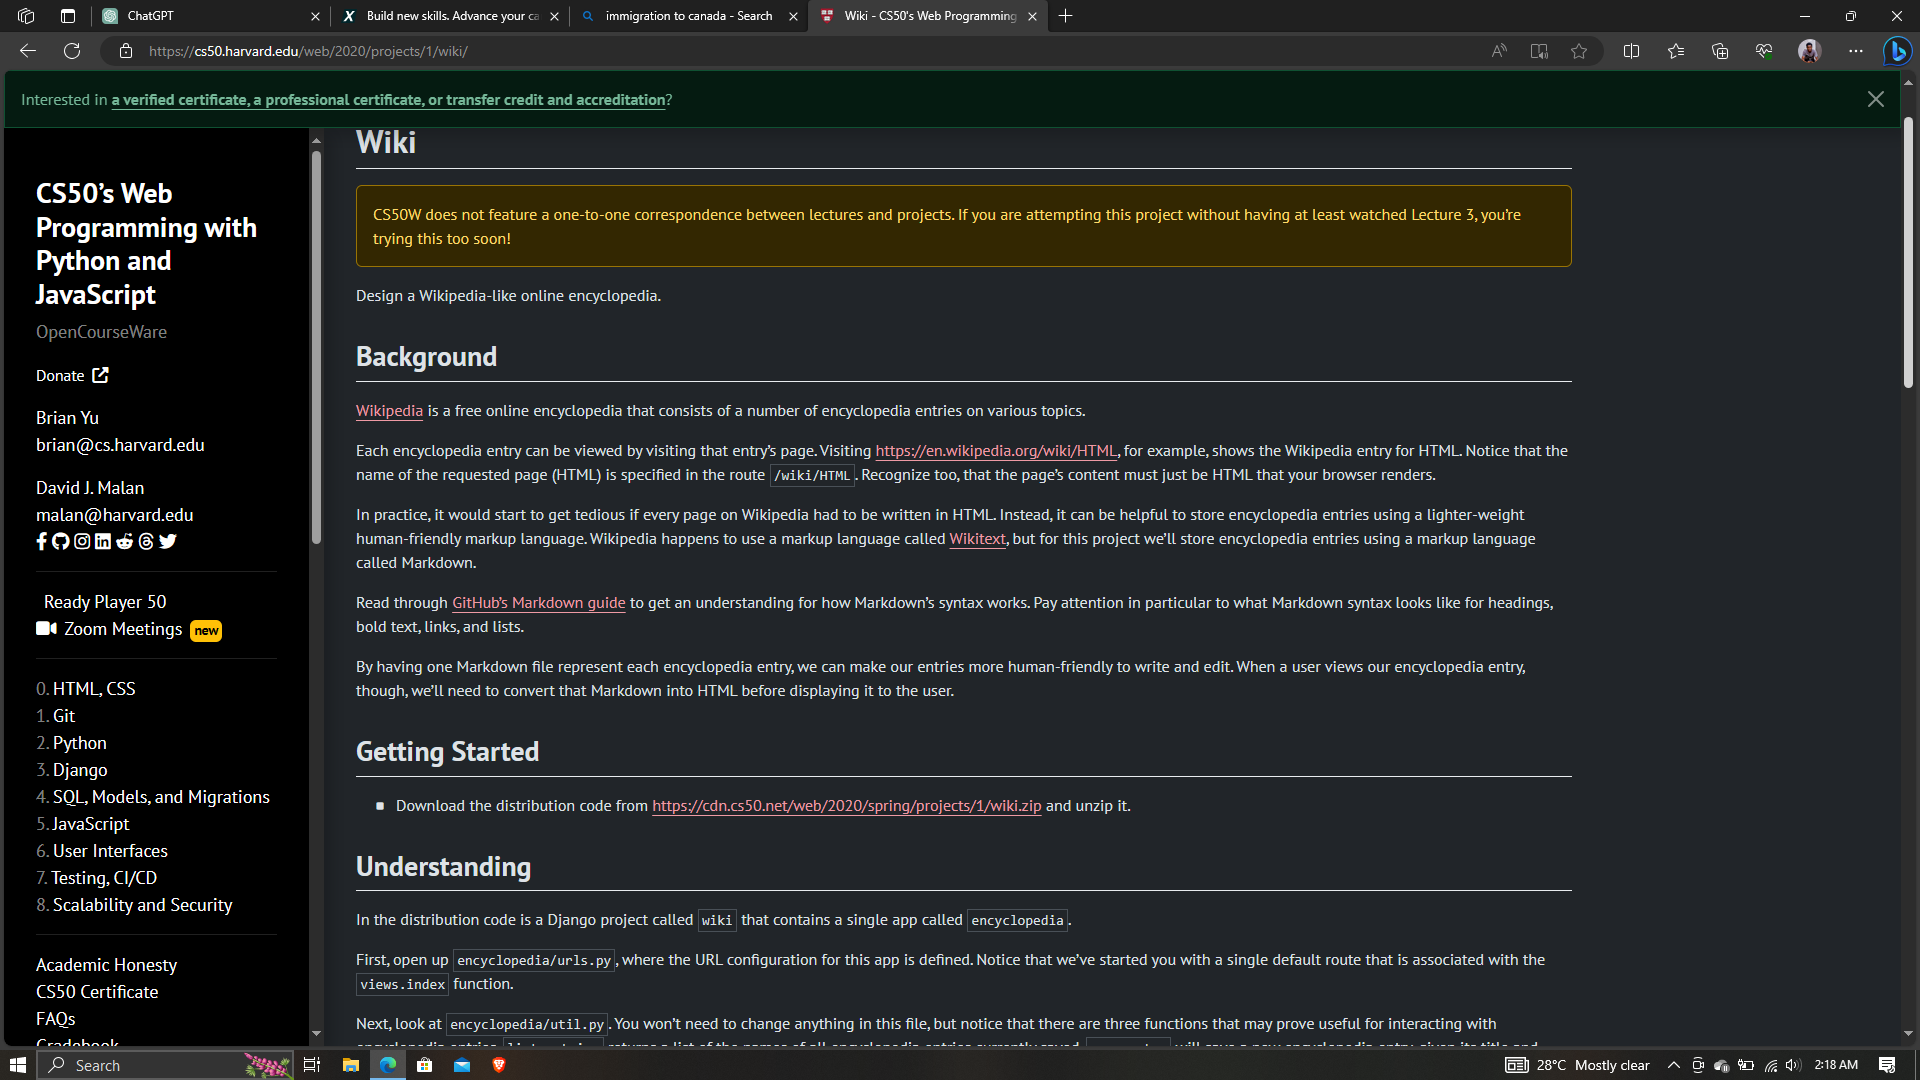 ChatGPT
Build new skills. Advance your ca
immigration to canada - Search
Wiki - CS50's Web Programming
https://cs50.harvard.edu/web/2020/projects/1/wiki/
Interested in a verified certificate, a professional certificate, or transfer credit and accreditation?
CS50’s Web
Programming with
Python and
JavaScript
OpenCourseWare
Donate
Brian Yu
brian@cs.harvard.edu
David J. Malan
malan@harvard.edu
Ready Player 50
Zoom Meetings new
0. HTML, CSS
1. Git
2. Python
3. Django
4. SQL, Models, and Migrations
5. JavaScript
6. User Interfaces
7. Testing, CI/CD
8. Scalability and Security
Academic Honesty
CS50 Certificate
FAQs
Gradebook
Wiki
CS50W does not feature a one-to-one correspondence between lectures and projects. If you are attempting this project without having at least watched Lecture 3, you’re
trying this too soon!
Design a Wikipedia-like online encyclopedia.
Background
Wikipedia is a free online encyclopedia that consists of a number of encyclopedia entries on various topics.
Each encyclopedia entry can be viewed by visiting that entry’s page. Visiting https://en.wikipedia.org/wiki/HTML, for example, shows the Wikipedia entry for HTML. Notice that the
name of the requested page (HTML) is specified in the route /wiki/HTML. Recognize too, that the page’s content must just be HTML that your browser renders.
In practice, it would start to get tedious if every page on Wikipedia had to be written in HTML. Instead, it can be helpful to store encyclopedia entries using a lighter-weight
human-friendly markup language. Wikipedia happens to use a markup language called Wikitext, but for this project we’ll store encyclopedia entries using a markup language
called Markdown.
Read through GitHub’s Markdown guide to get an understanding for how Markdown’s syntax works. Pay attention in particular to what Markdown syntax looks like for headings,
bold text, links, and lists.
By having one Markdown file represent each encyclopedia entry, we can make our entries more human-friendly to write and edit. When a user views our encyclopedia entry,
though, we’ll need to convert that Markdown into HTML before displaying it to the user.
Getting Started
Download the distribution code from https://cdn.cs50.net/web/2020/spring/projects/1/wiki.zip and unzip it.
Understanding
In the distribution code is a Django project called wiki that contains a single app called encyclopedia.
First, open up encyclopedia/urls.py, where the URL configuration for this app is defined. Notice that we’ve started you with a single default route that is associated with the
views.index function.
Next, look at encyclopedia/util.py. You won’t need to change anything in this file, but notice that there are three functions that may prove useful for interacting with
Search
28°C Mostly clear
2:18 AM